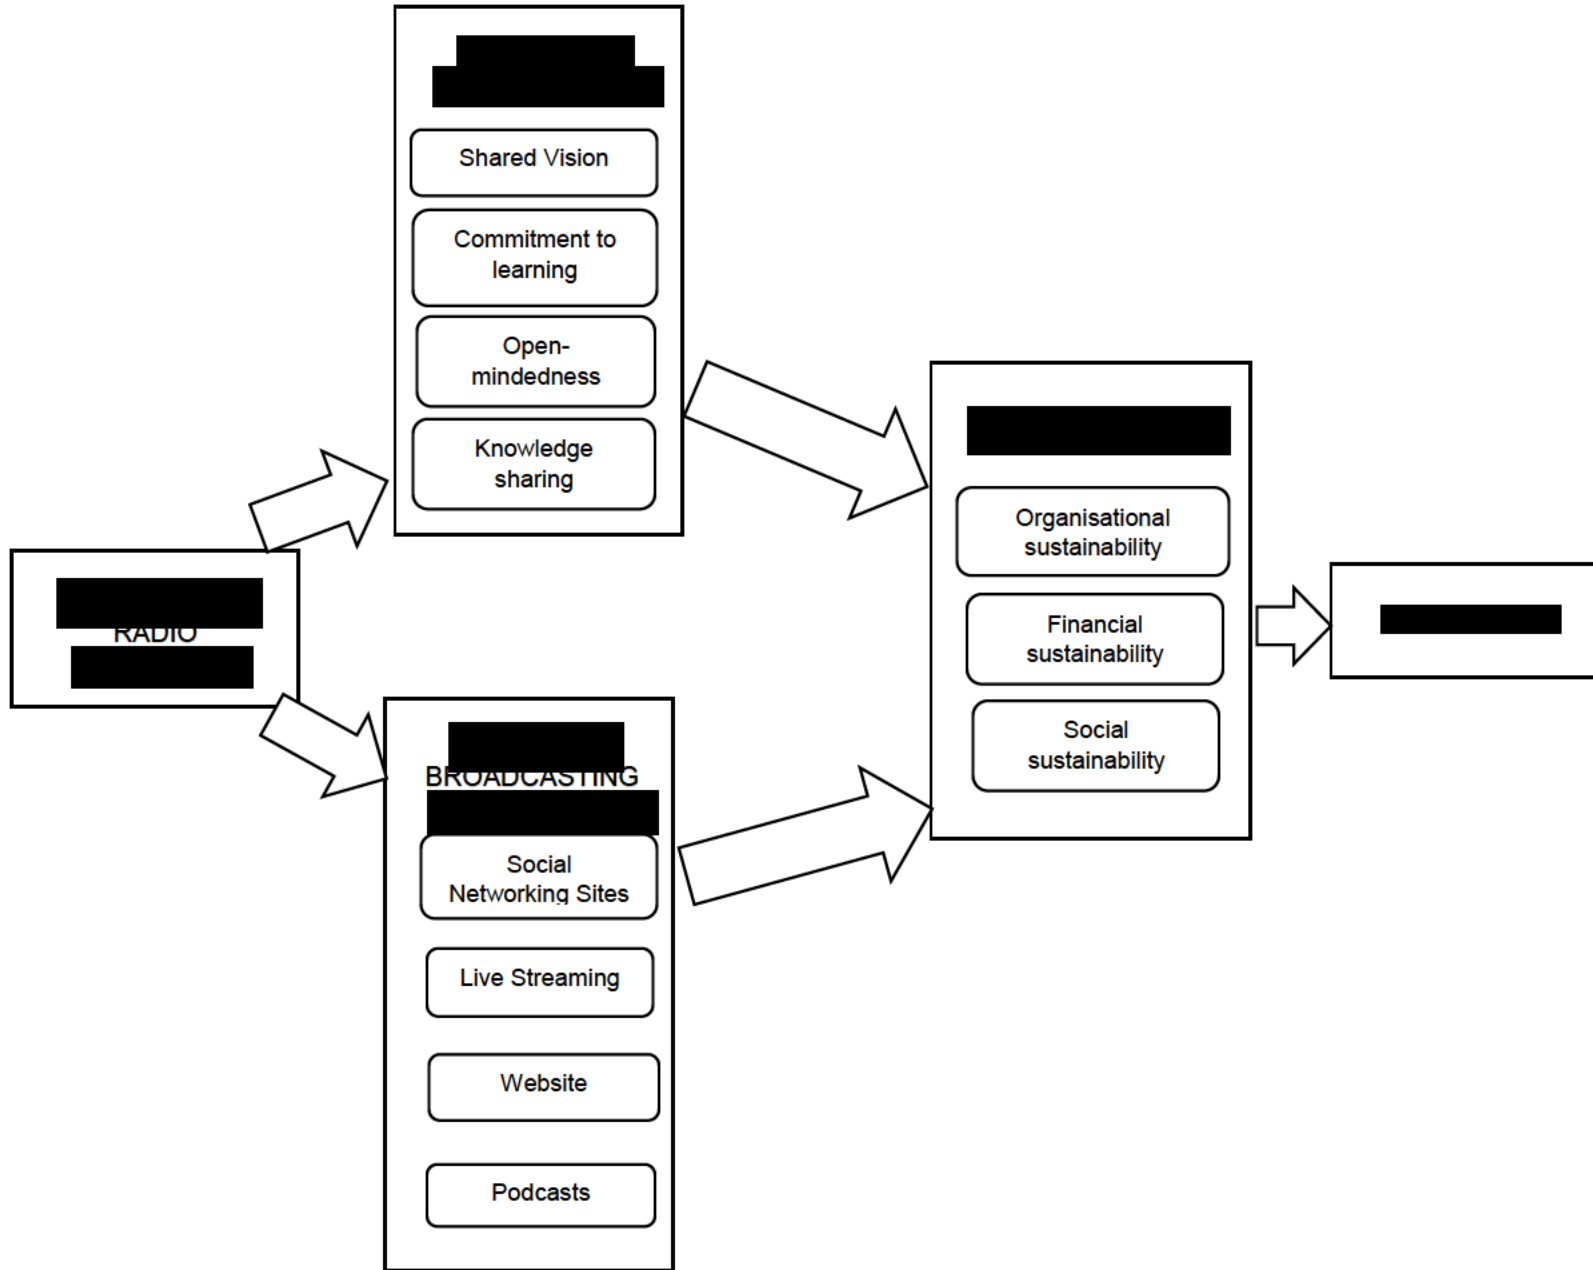 Shared Vision
Commitment to
learning
Open-
mindedness
Knowledge
sharing
RADIO
BROADCASTING
Social
Networking Sites
Live Streaming
Website
Podcasts
Organisational
sustainability
Financial
sustainability
Social
sustainability